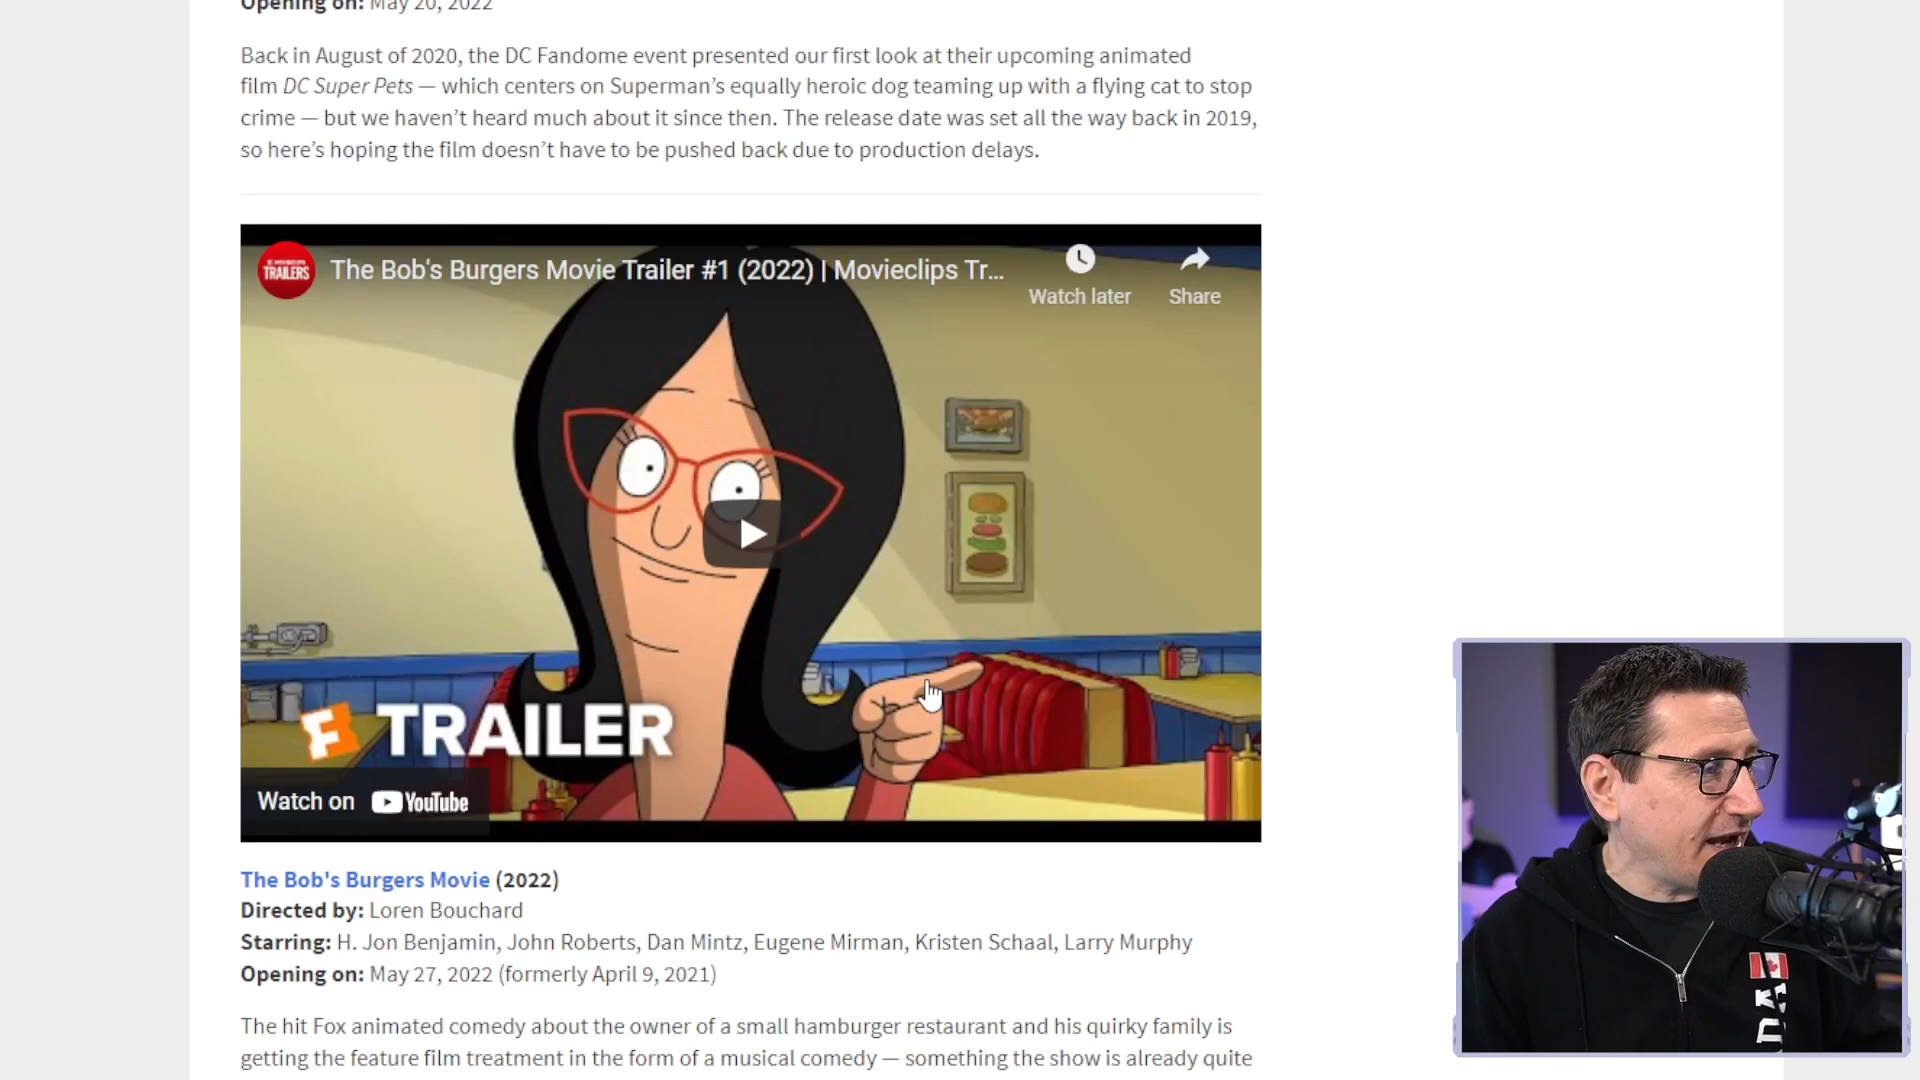 Opening on: May 20, 2022
Back in August of 2020, the DC Fandome event presented our first look at their upcoming animated
film DC Super Pets — which centers on Superman’s equally heroic dog teaming up with a flying cat to stop
crime — but we haven’t heard much about it since then. The release date was set all the way back in 2019,
so here’s hoping the film doesn’t have to be pushed back due to production delays.
MOVIECLIPS
TRAILERS
The Bob's Burgers Movie Trailer #1 (2022) | Movieclips Tr...
Watch later
Share
F TRAILER
Watch on YouTube
The Bob's Burgers Movie (2022)
Directed by: Loren Bouchard
Starring: H. Jon Benjamin, John Roberts, Dan Mintz, Eugene Mirman, Kristen Schaal, Larry Murphy
Opening on: May 27, 2022 (formerly April 9, 2021)
The hit Fox animated comedy about the owner of a small hamburger restaurant and his quirky family is
getting the feature film treatment in the form of a musical comedy — something the show is already quite